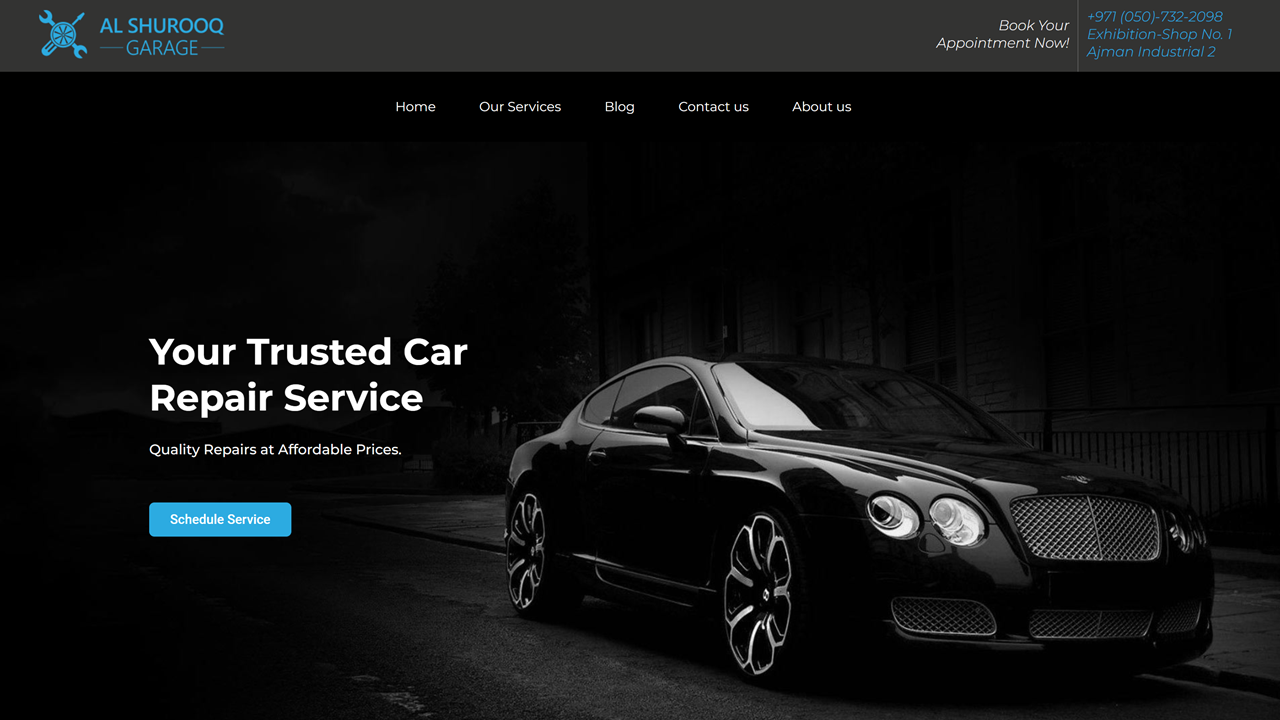 AL SHUROOQ
GARAGE
Book Your
Appointment Now!
+971 (050)-732-2098
Exhibition-Shop No. 1
Ajman Industrial 2
Home
Our Services
Blog
Contact us
About us
Your Trusted Car
Repair Service
Quality Repairs at Affordable Prices.
Schedule Service